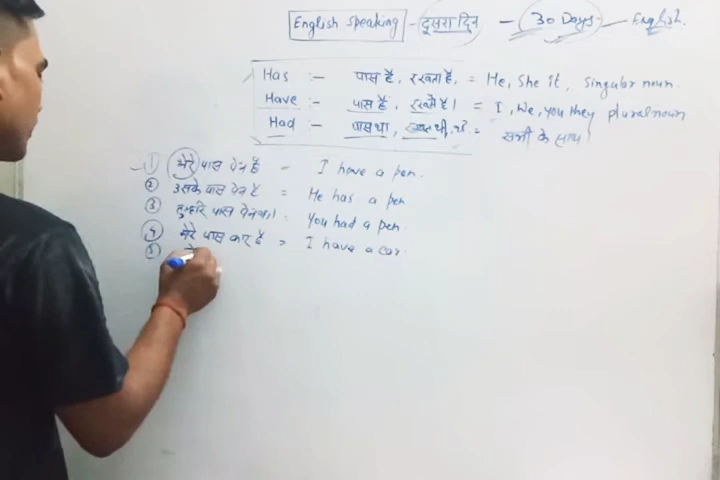 English Speaking - दूसरा दिन - 30 Days - English.
Has :- पास है, रखता है, = He, She It, Singular noun.
Have :- पास है, रखते है। = I, We, you they plural noun
Had :- पास था, थी, थे = सभी के साथ।
① मेरे पास पेन है - I have a pen.
② उसके पास पेन है = He has a pen
③ तुम्हारे पास पेन था। = You had a pen
④ मेरे पास कार है = I have a car.
⑤